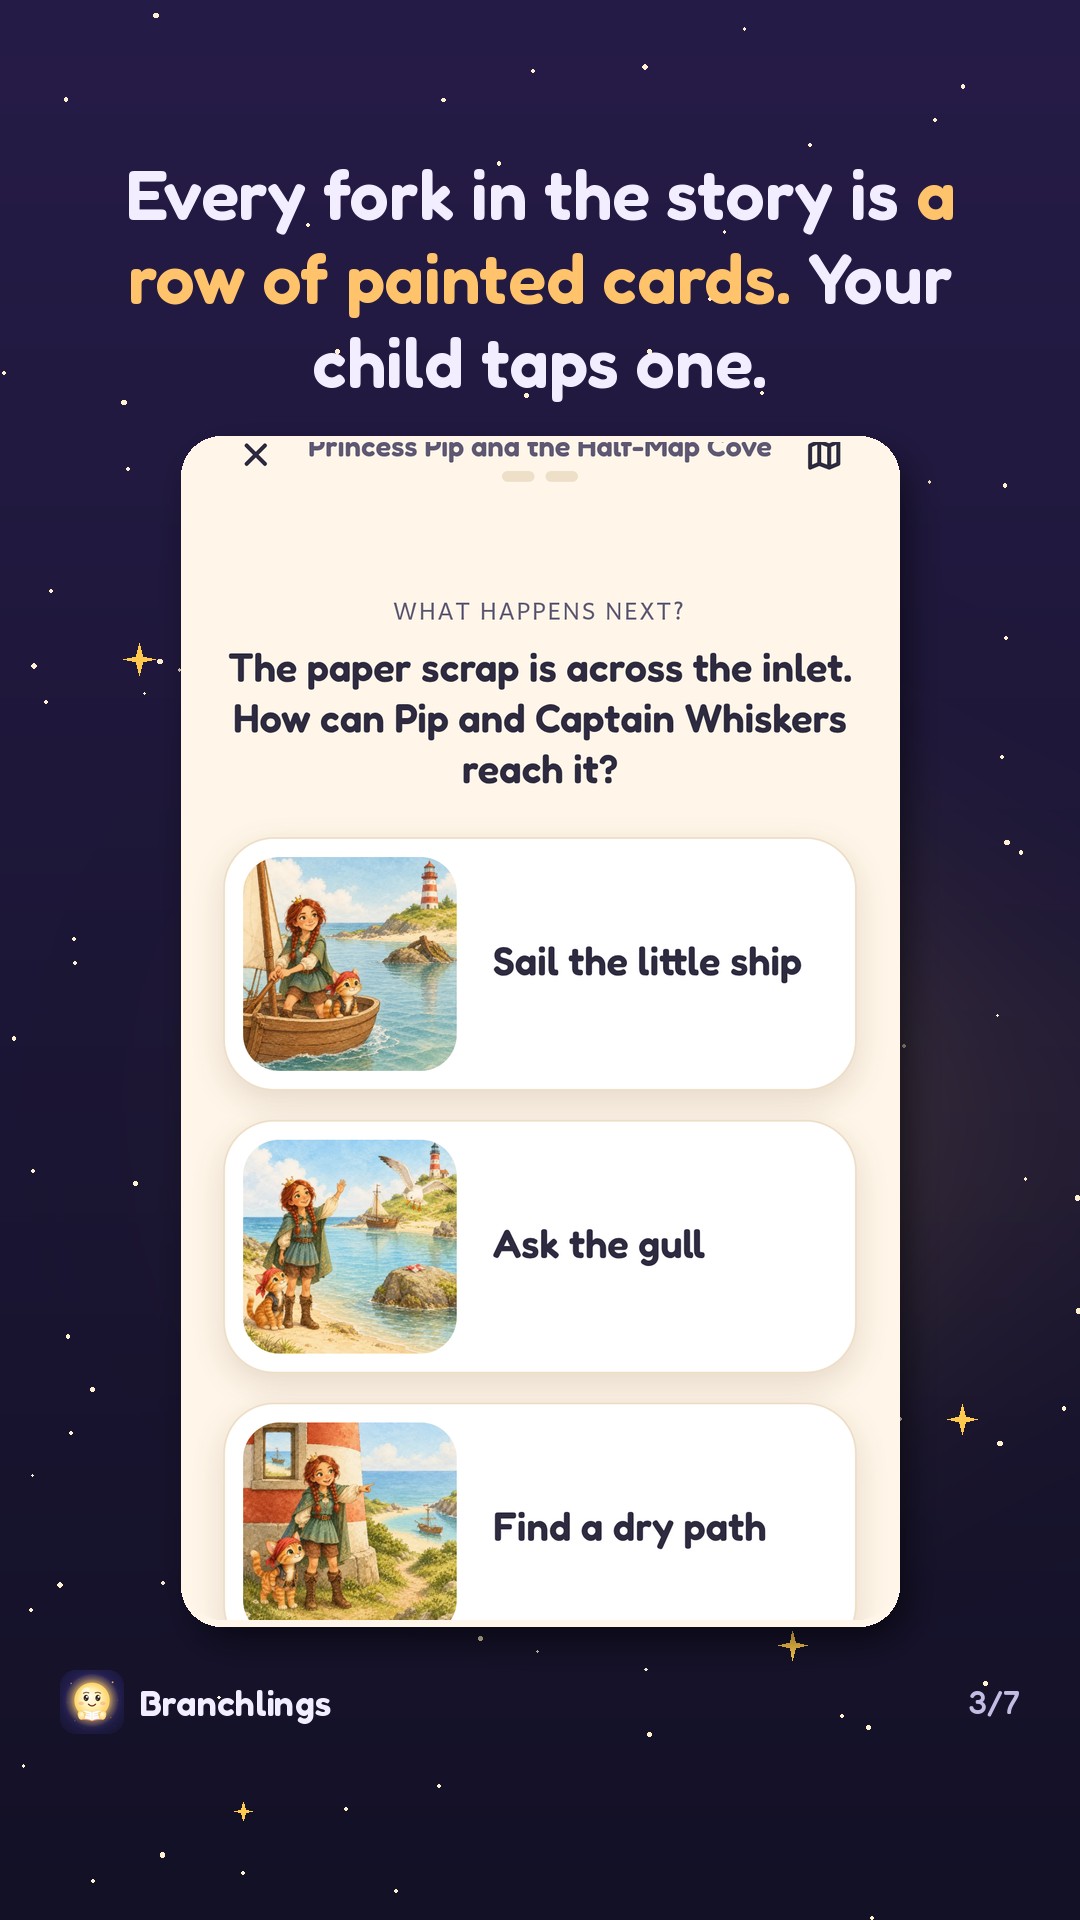 Every fork in the story is a
row of painted cards. Your
child taps one.
Princess Pip and the Half-Map Cove
WHAT HAPPENS NEXT?
The paper scrap is across the inlet.
How can Pip and Captain Whiskers
reach it?
Sail the little ship
Ask the gull
Find a dry path
Branchlings
3/7